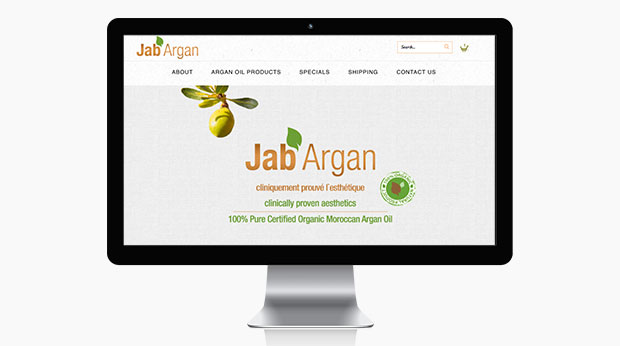 Jab Argan
Search...
ABOUT ARGAN OIL PRODUCTS SPECIALS SHIPPING CONTACT US
Jab Argan
cliniquement prouvé l'esthétique
clinically proven aesthetics
100% Pure Certified Organic Moroccan Argan Oil